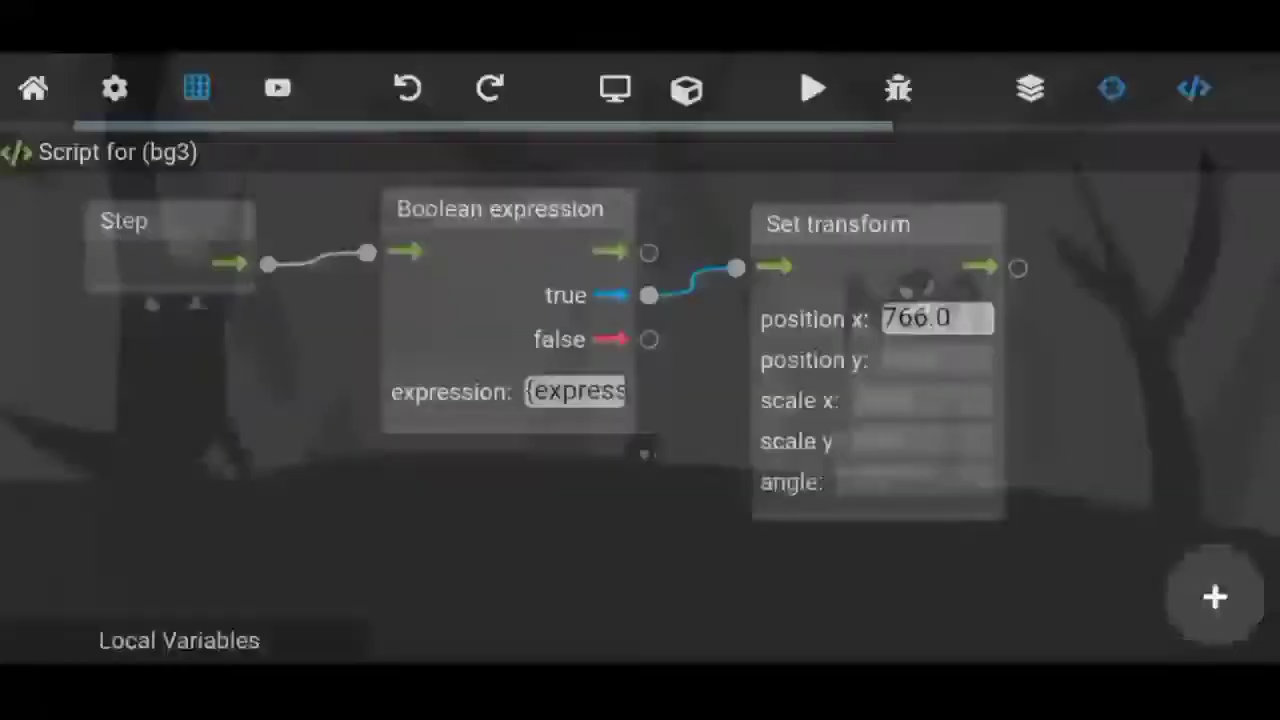 Script for (bg3)
Step
Boolean expression
true
false
expression: {express
Set transform
position x: 766.0
position y:
scale x:
scale y
angle:
Local Variables